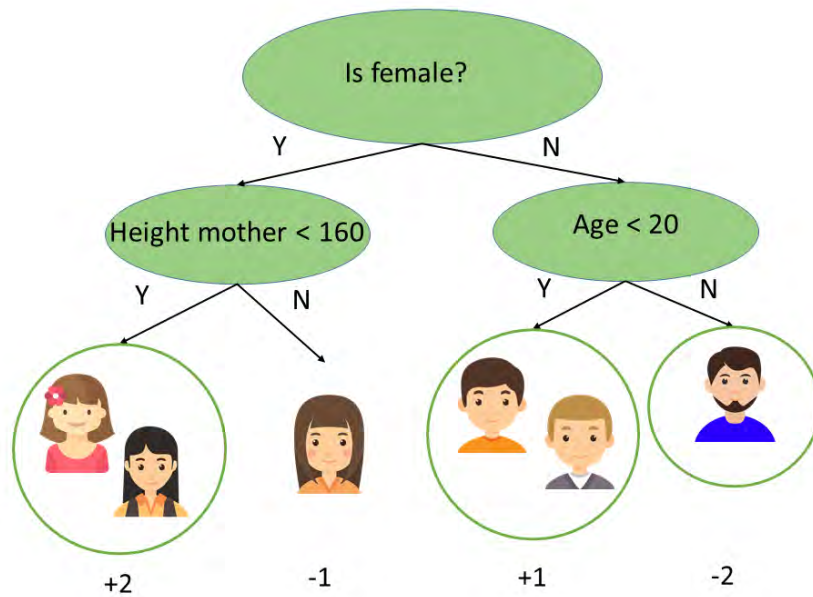 Is female?
Y
N
Height mother < 160
Age < 20
Y
N
Y
N
+2
-1
+1
-2